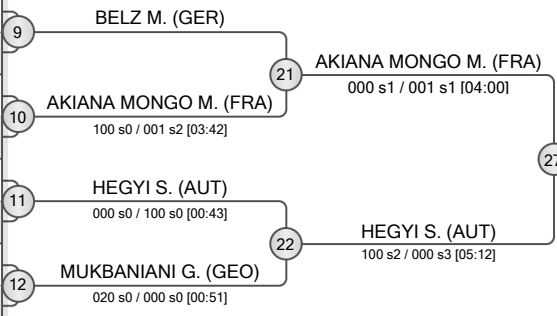 9
BELZ M. (GER)
21
AKIANA MONGO M. (FRA)
000 s1 / 001 s1 [04:00]
10
AKIANA MONGO M. (FRA)
100 s0 / 001 s2 [03:42]
27
11
HEGYI S. (AUT)
000 s0 / 100 s0 [00:43]
22
HEGYI S. (AUT)
100 s2 / 000 s3 [05:12]
12
MUKBANIANI G. (GEO)
020 s0 / 000 s0 [00:51]